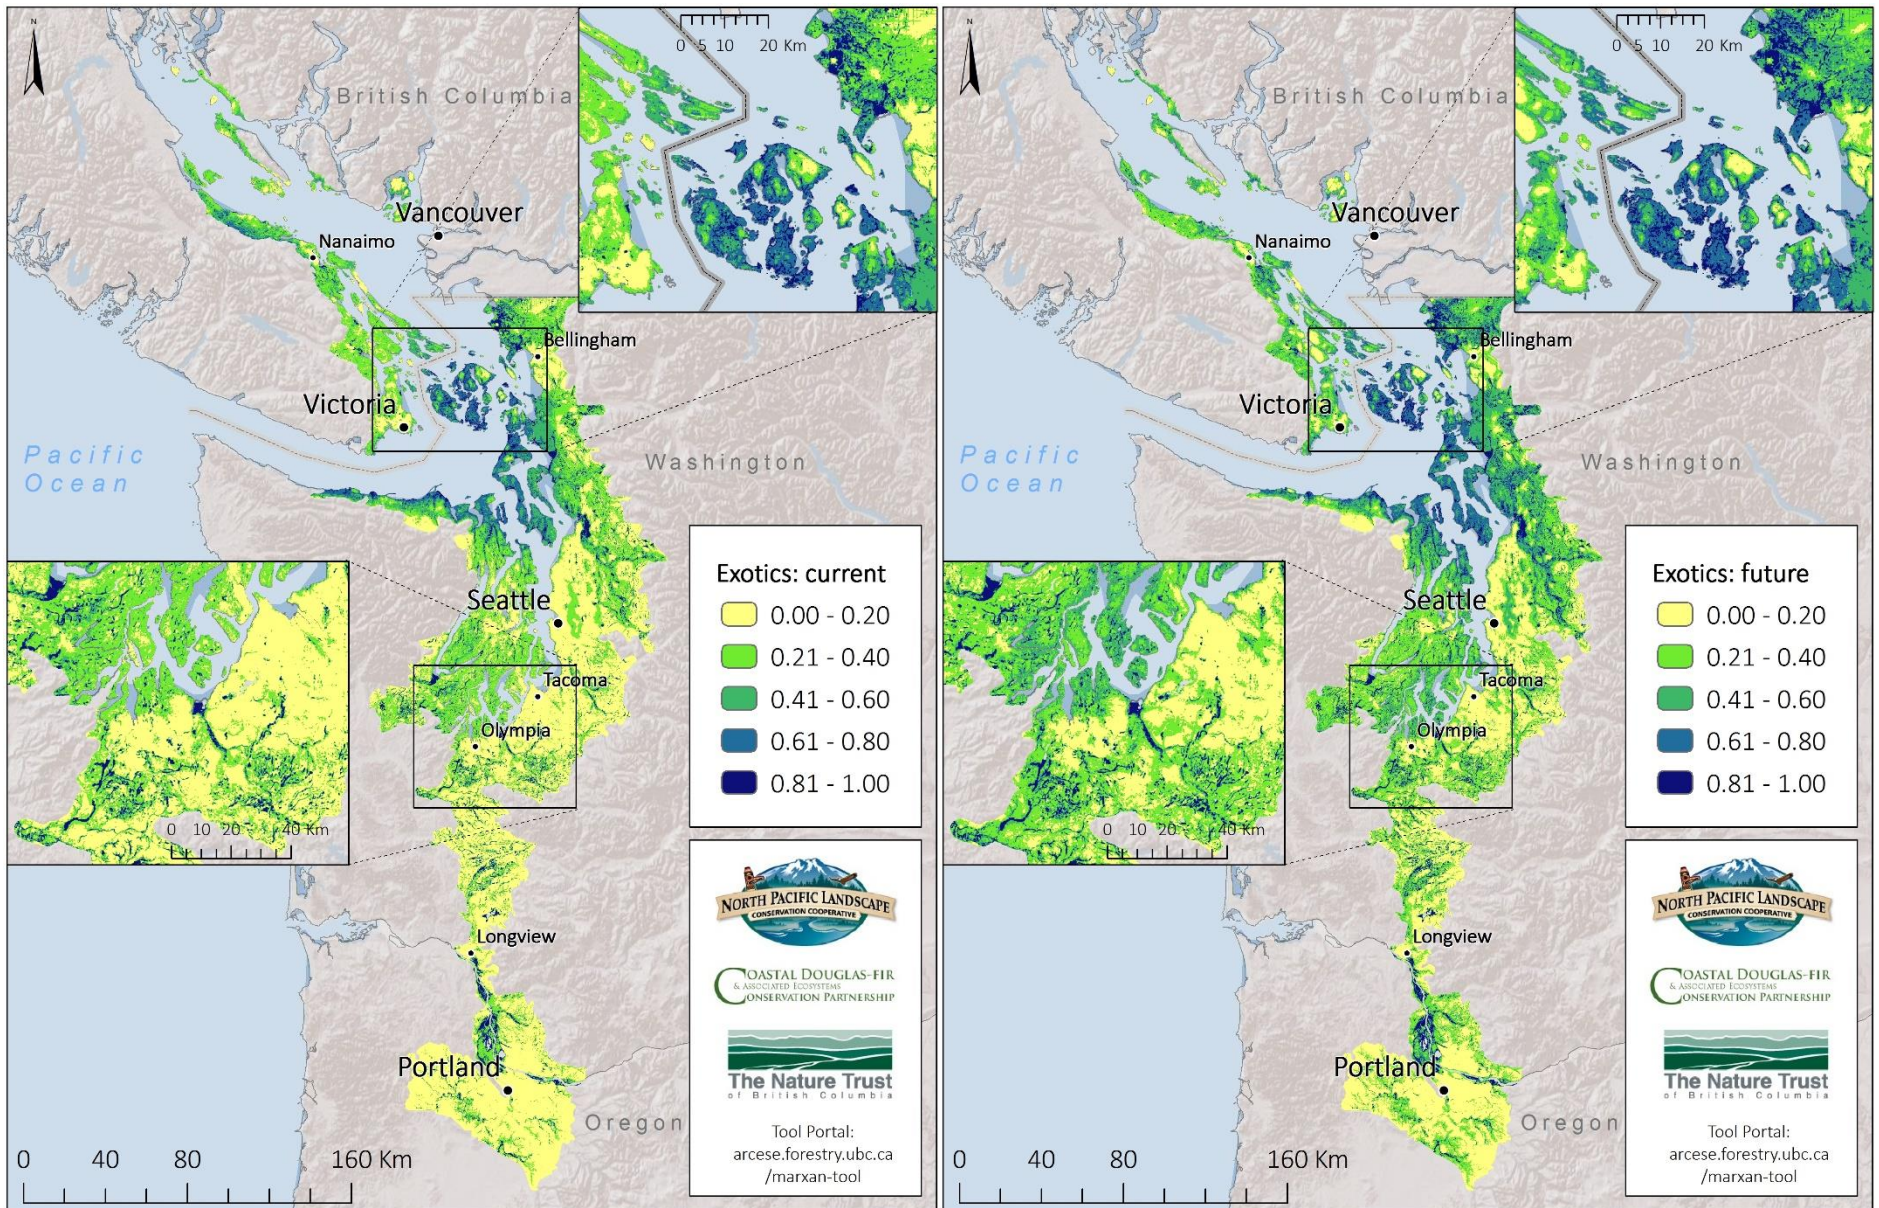 N
0 5 10 20 Km
British Columbia
Vancouver
Nanaimo
Bellingham
Victoria
Pacific
Ocean
Washington
Exotics: current
0.00 - 0.20
0.21 - 0.40
0.41 - 0.60
0.61 - 0.80
0.81 - 1.00
Seattle
Tacoma
Olympia
0 10 20 40 Km
Longview
Portland
Oregon
NORTH PACIFIC LANDSCAPE
CONSERVATION COOPERATIVE
COASTAL DOUGLAS-FIR
& ASSOCIATED ECOSYSTEMS
CONSERVATION PARTNERSHIP
The Nature Trust
of British Columbia
Tool Portal:
arcese.forestry.ubc.ca
/marxan-tool
0 40 80 160 Km
N
0 5 10 20 Km
British Columbia
Vancouver
Nanaimo
Bellingham
Victoria
Pacific
Ocean
Washington
Exotics: future
0.00 - 0.20
0.21 - 0.40
0.41 - 0.60
0.61 - 0.80
0.81 - 1.00
Seattle
Tacoma
Olympia
0 10 20 40 Km
Longview
Portland
Oregon
NORTH PACIFIC LANDSCAPE
CONSERVATION COOPERATIVE
COASTAL DOUGLAS-FIR
& ASSOCIATED ECOSYSTEMS
CONSERVATION PARTNERSHIP
The Nature Trust
of British Columbia
Tool Portal:
arcese.forestry.ubc.ca
/marxan-tool
0 40 80 160 Km